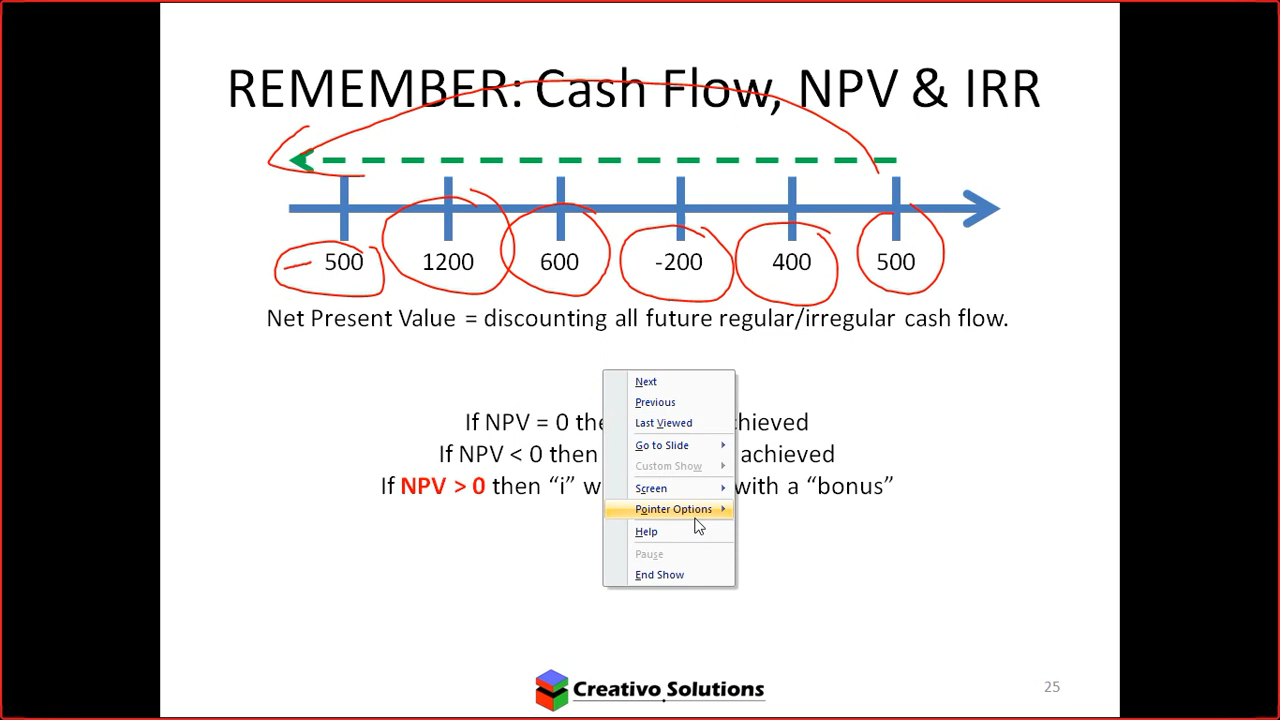 REMEMBER: Cash Flow, NPV & IRR
– 500 1200 600 -200 400 500
Net Present Value = discounting all future regular/irregular cash flow.
If NPV = 0 the chieved
If NPV < 0 then achieved
If NPV > 0 then “i” w with a “bonus”
Next
Previous
Last Viewed
Go to Slide
Custom Show
Screen
Pointer Options
Help
Pause
End Show
Creativo Solutions
25